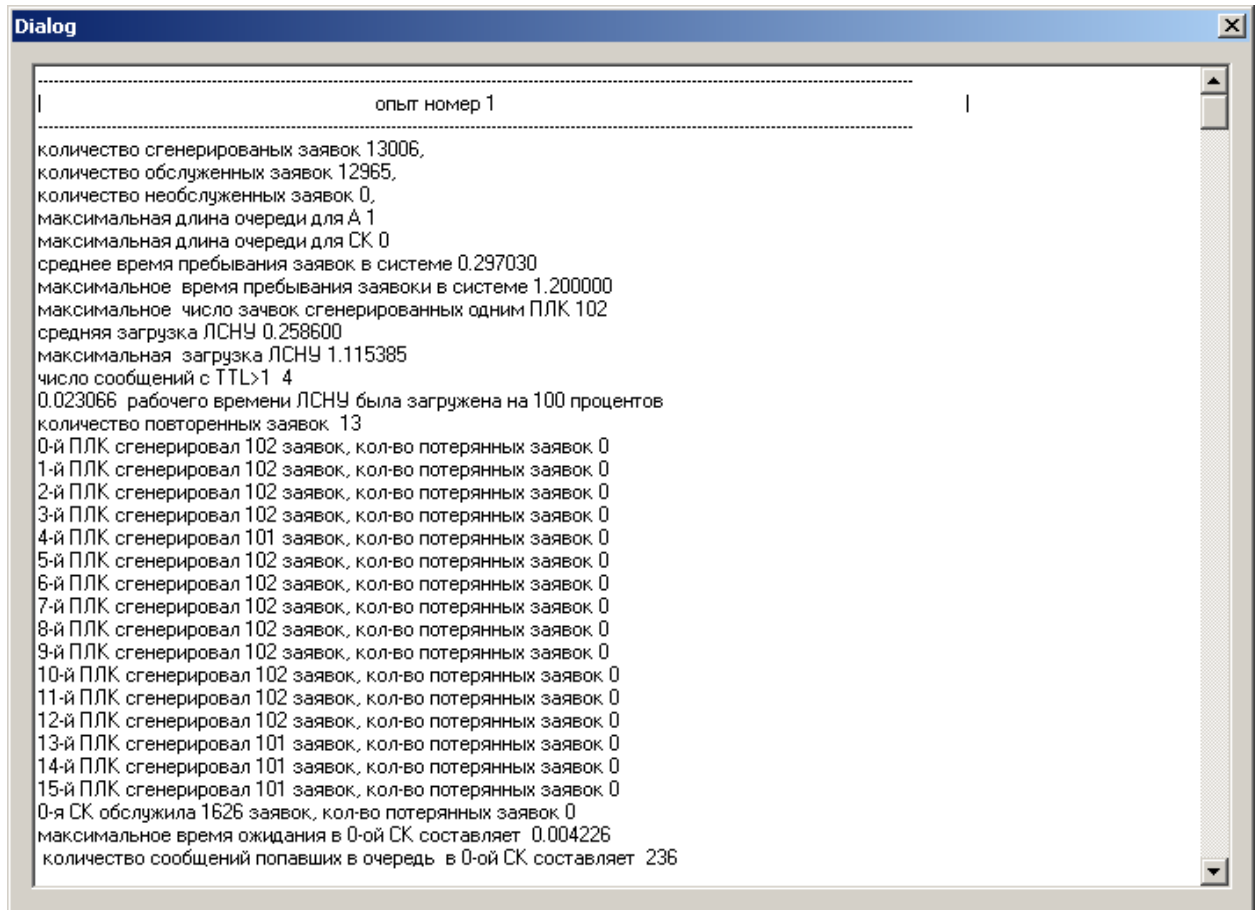 Dialog
| опыт номер 1 |
количество сгенерированых заявок 13006,
количество обслуженных заявок 12965,
количество необслуженных заявок 0,
максимальная длина очереди для А 1
максимальная длина очереди для СК 0
среднее время пребывания заявок в системе 0.297030
максимальное  время пребывания заявоки в системе 1.200000
максимальное  число зачвок сгенерированных одним ПЛК 102
средняя загрузка ЛСНУ 0.258600
максимальная  загрузка ЛСНУ 1.115385
число сообщений с TTL>1  4
0.023066  рабочего времени ЛСНУ была загружена на 100 процентов
количество повторенных заявок  13
0-й ПЛК сгенерировал 102 заявок, кол-во потерянных заявок 0
1-й ПЛК сгенерировал 102 заявок, кол-во потерянных заявок 0
2-й ПЛК сгенерировал 102 заявок, кол-во потерянных заявок 0
3-й ПЛК сгенерировал 102 заявок, кол-во потерянных заявок 0
4-й ПЛК сгенерировал 101 заявок, кол-во потерянных заявок 0
5-й ПЛК сгенерировал 102 заявок, кол-во потерянных заявок 0
6-й ПЛК сгенерировал 102 заявок, кол-во потерянных заявок 0
7-й ПЛК сгенерировал 102 заявок, кол-во потерянных заявок 0
8-й ПЛК сгенерировал 102 заявок, кол-во потерянных заявок 0
9-й ПЛК сгенерировал 102 заявок, кол-во потерянных заявок 0
10-й ПЛК сгенерировал 102 заявок, кол-во потерянных заявок 0
11-й ПЛК сгенерировал 102 заявок, кол-во потерянных заявок 0
12-й ПЛК сгенерировал 102 заявок, кол-во потерянных заявок 0
13-й ПЛК сгенерировал 101 заявок, кол-во потерянных заявок 0
14-й ПЛК сгенерировал 101 заявок, кол-во потерянных заявок 0
15-й ПЛК сгенерировал 101 заявок, кол-во потерянных заявок 0
0-я СК обслужила 1626 заявок, кол-во потерянных заявок 0
максимальное время ожидания в 0-ой СК составляет  0.004226
количество сообщений попавших в очередь  в 0-ой СК составляет  236